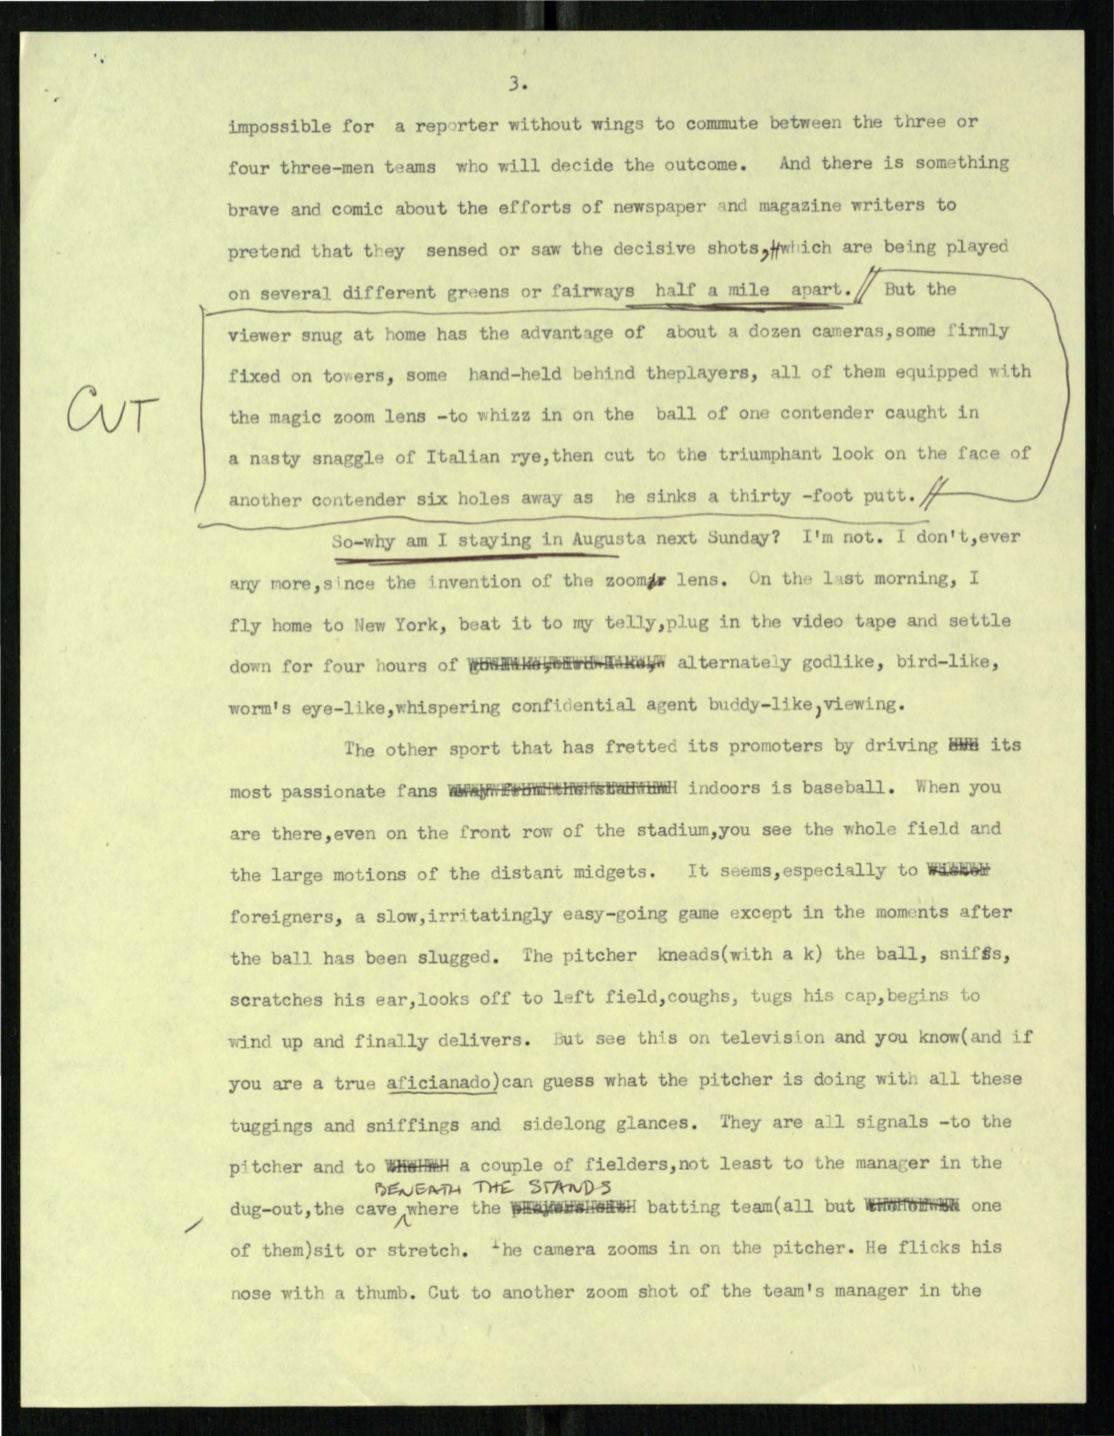 3.
impossible for a reporter without wings to commute between the three or
four three-men teams who will decide the outcome. And there is something
brave and comic about the efforts of newspaper and magazine writers to
pretend that they sensed or saw the decisive shots, which are being played
on several different greens or fairways half a mile apart. // But the
viewer snug at home has the advantage of about a dozen cameras,some firmly
fixed on towers, some hand-held behind theplayers, all of them equipped with
CUT
the magic zoom lens -to whizz in on the ball of one contender caught in
a nasty snaggle of Italian rye,then cut to the triumphant look on the face of
another contender six holes away as he sinks a thirty -foot putt. //
So-why am I staying in Augusta next Sunday? I'm not. I don't,ever
any more,since the invention of the zoom lens. On the last morning, I
fly home to New York, beat it to my telly,plug in the video tape and settle
down for four hours of alternately godlike, bird-like,
worm's eye-like,whispering confidential agent buddy-like,viewing.
The other sport that has fretted its promoters by driving its
most passionate fans away from the stadium indoors is baseball. When you
are there,even on the front row of the stadium,you see the whole field and
the large motions of the distant midgets. It seems,especially to
foreigners, a slow,irritatingly easy-going game except in the moments after
the ball has been slugged. The pitcher kneads(with a k) the ball, sniffs,
scratches his ear,looks off to left field,coughs, tugs his cap,begins to
wind up and finally delivers. But see this on television and you know(and if
you are a true aficianado)can guess what the pitcher is doing with all these
tuggings and sniffings and sidelong glances. They are all signals -to the
pitcher and to a couple of fielders,not least to the manager in the
BENEATH THE STANDS
dug-out,the cave where the batting team(all but one
of them)sit or stretch. The camera zooms in on the pitcher. He flicks his
nose with a thumb. Cut to another zoom shot of the team's manager in the